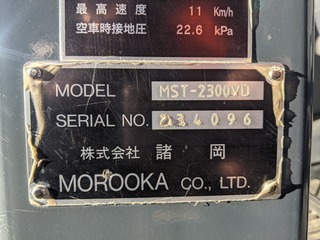 最高速度 11 Km/h
空車時接地圧 22.6 kPa
MODEL MST-2300VD
SERIAL NO. 234096
株式会社 諸岡
MOROOKA CO., LTD.